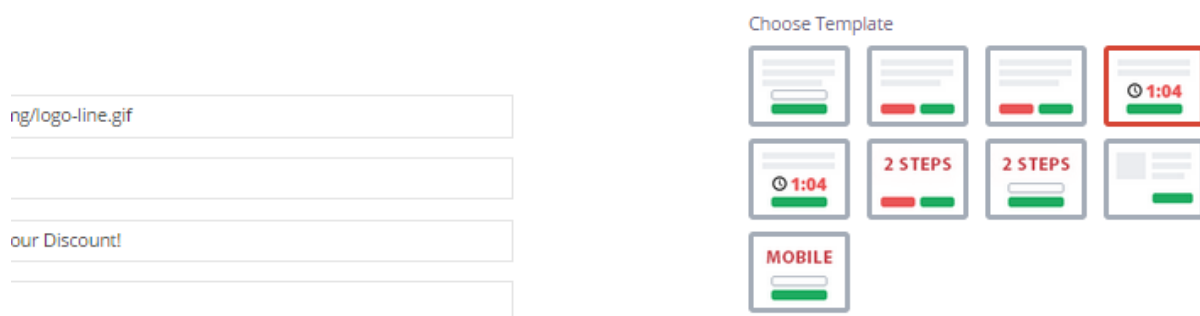 Choose Template
ng/logo-line.gif
1:04
our Discount!
1:04
2 STEPS
2 STEPS
MOBILE